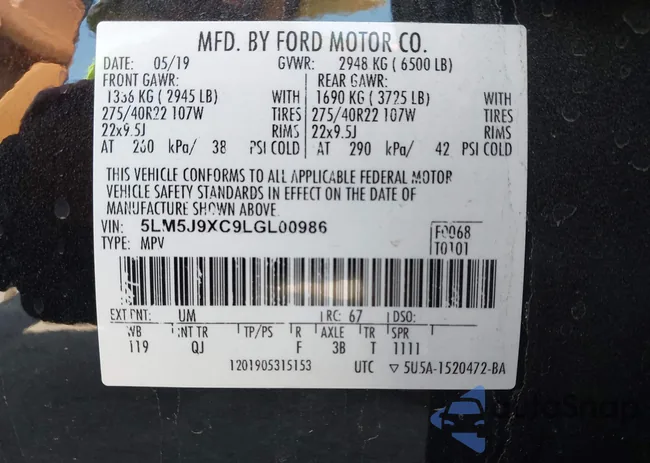 MFD. BY FORD MOTOR CO.
DATE: 05/19 GVWR: 2948 KG ( 6500 LB)
FRONT GAWR: REAR GAWR:
1336 KG ( 2945 LB) WITH 1690 KG ( 3725 LB) WITH
275/40R22 107W TIRES 275/40R22 107W TIRES
22x9.5J RIMS 22x9.5J RIMS
AT 260 kPa/ 38 PSI COLD AT 290 kPa/ 42 PSI COLD
THIS VEHICLE CONFORMS TO ALL APPLICABLE FEDERAL MOTOR
VEHICLE SAFETY STANDARDS IN EFFECT ON THE DATE OF
MANUFACTURE SHOWN ABOVE.
VIN: 5LM5J9XC9LGL00986 F0068
TYPE: MPV T0101
EXT PNT: UM RC: 67 DSO:
WB INT TR TP/PS R AXLE TR SPR
119 QJ F 3B T 1111
1201905315153 UTC ▽ 5U5A-1520472-BA
AutoSnap